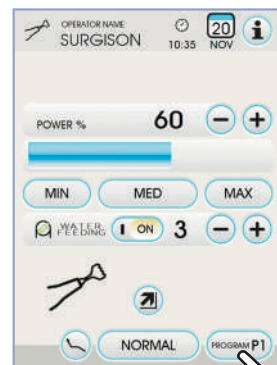 OPERATOR NAME
SURGISON
10:35
20
NOV
i
POWER % 60 - +
MIN MED MAX
WATER FEEDING I ON 3 - +
NORMAL PROGRAM P1